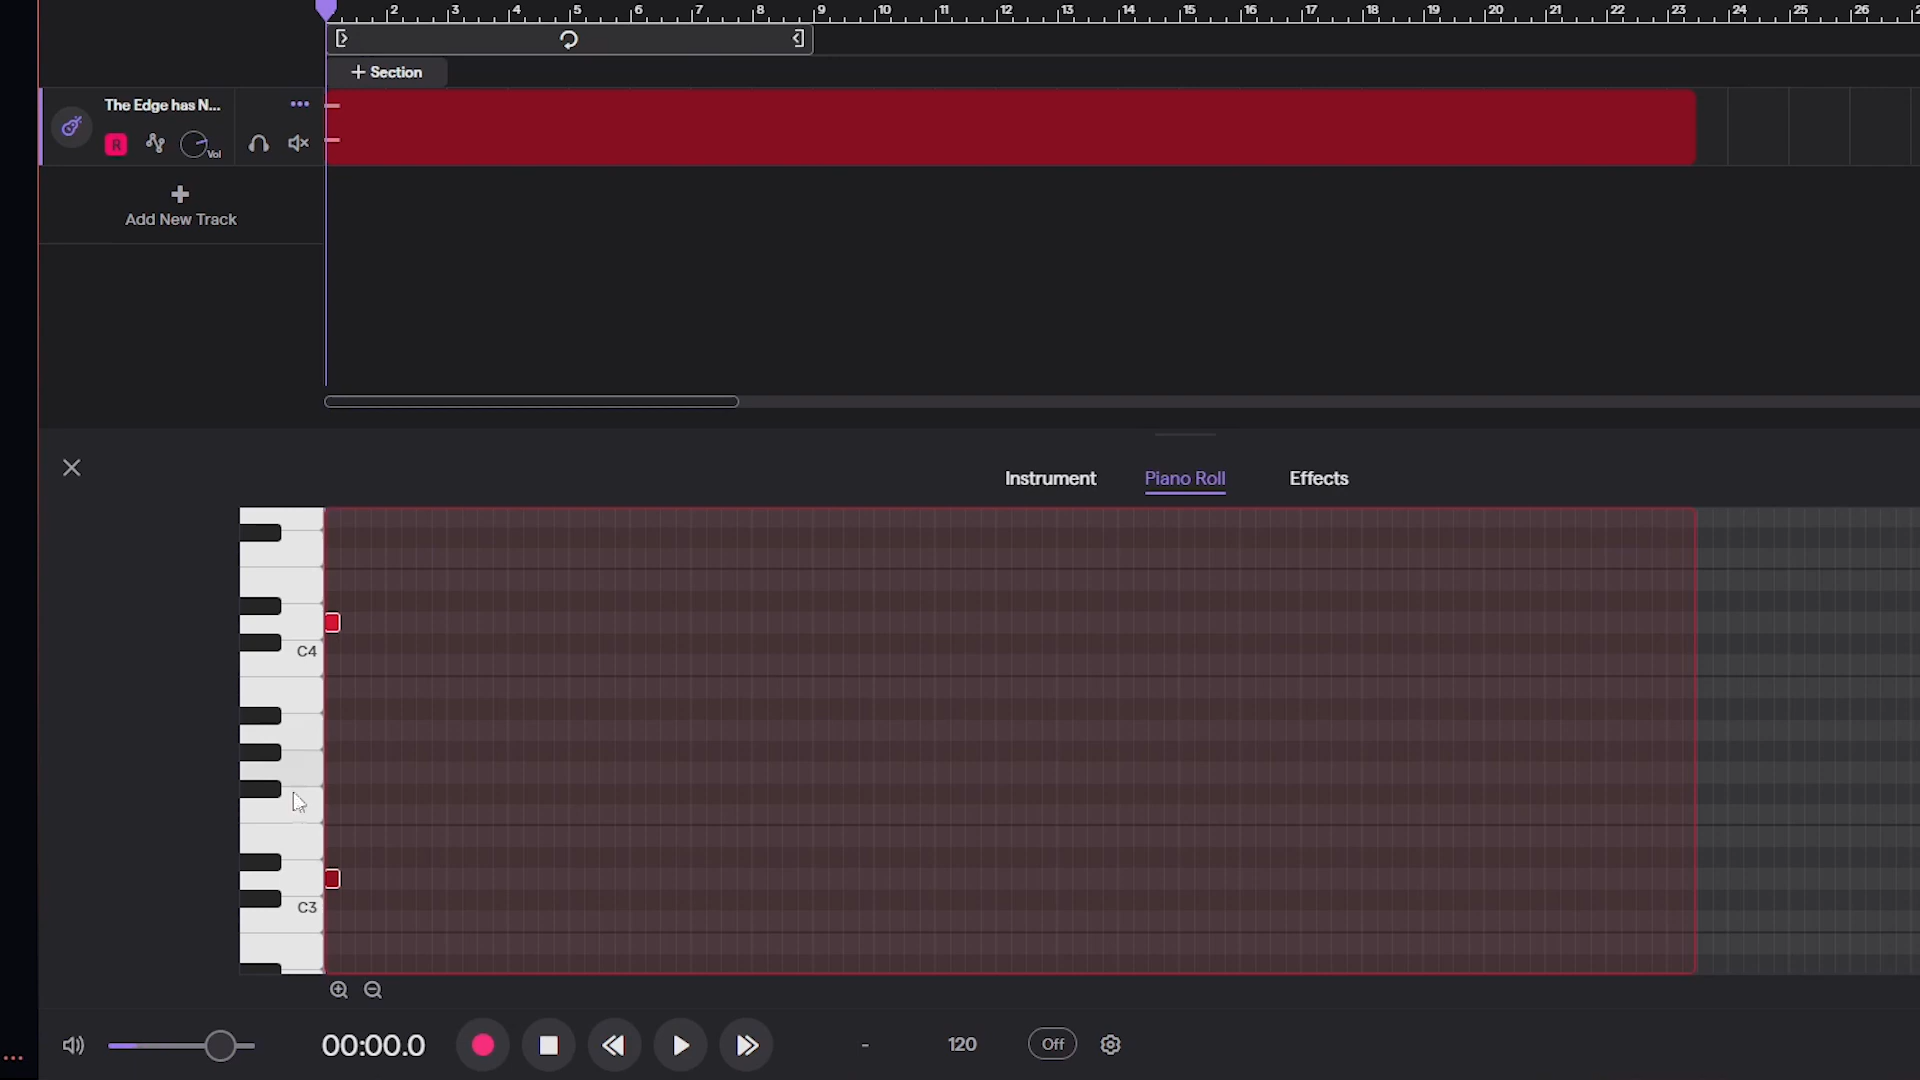 2 3 4 5 6 7 8 9 10 11 12 13 14 15 16 17 18 19 20 21 22 23 24 25 26
+ Section
The Edge has N...
R
Vol
Add New Track
Instrument Piano Roll Effects
C4
C3
00:00.0 - 120 Off